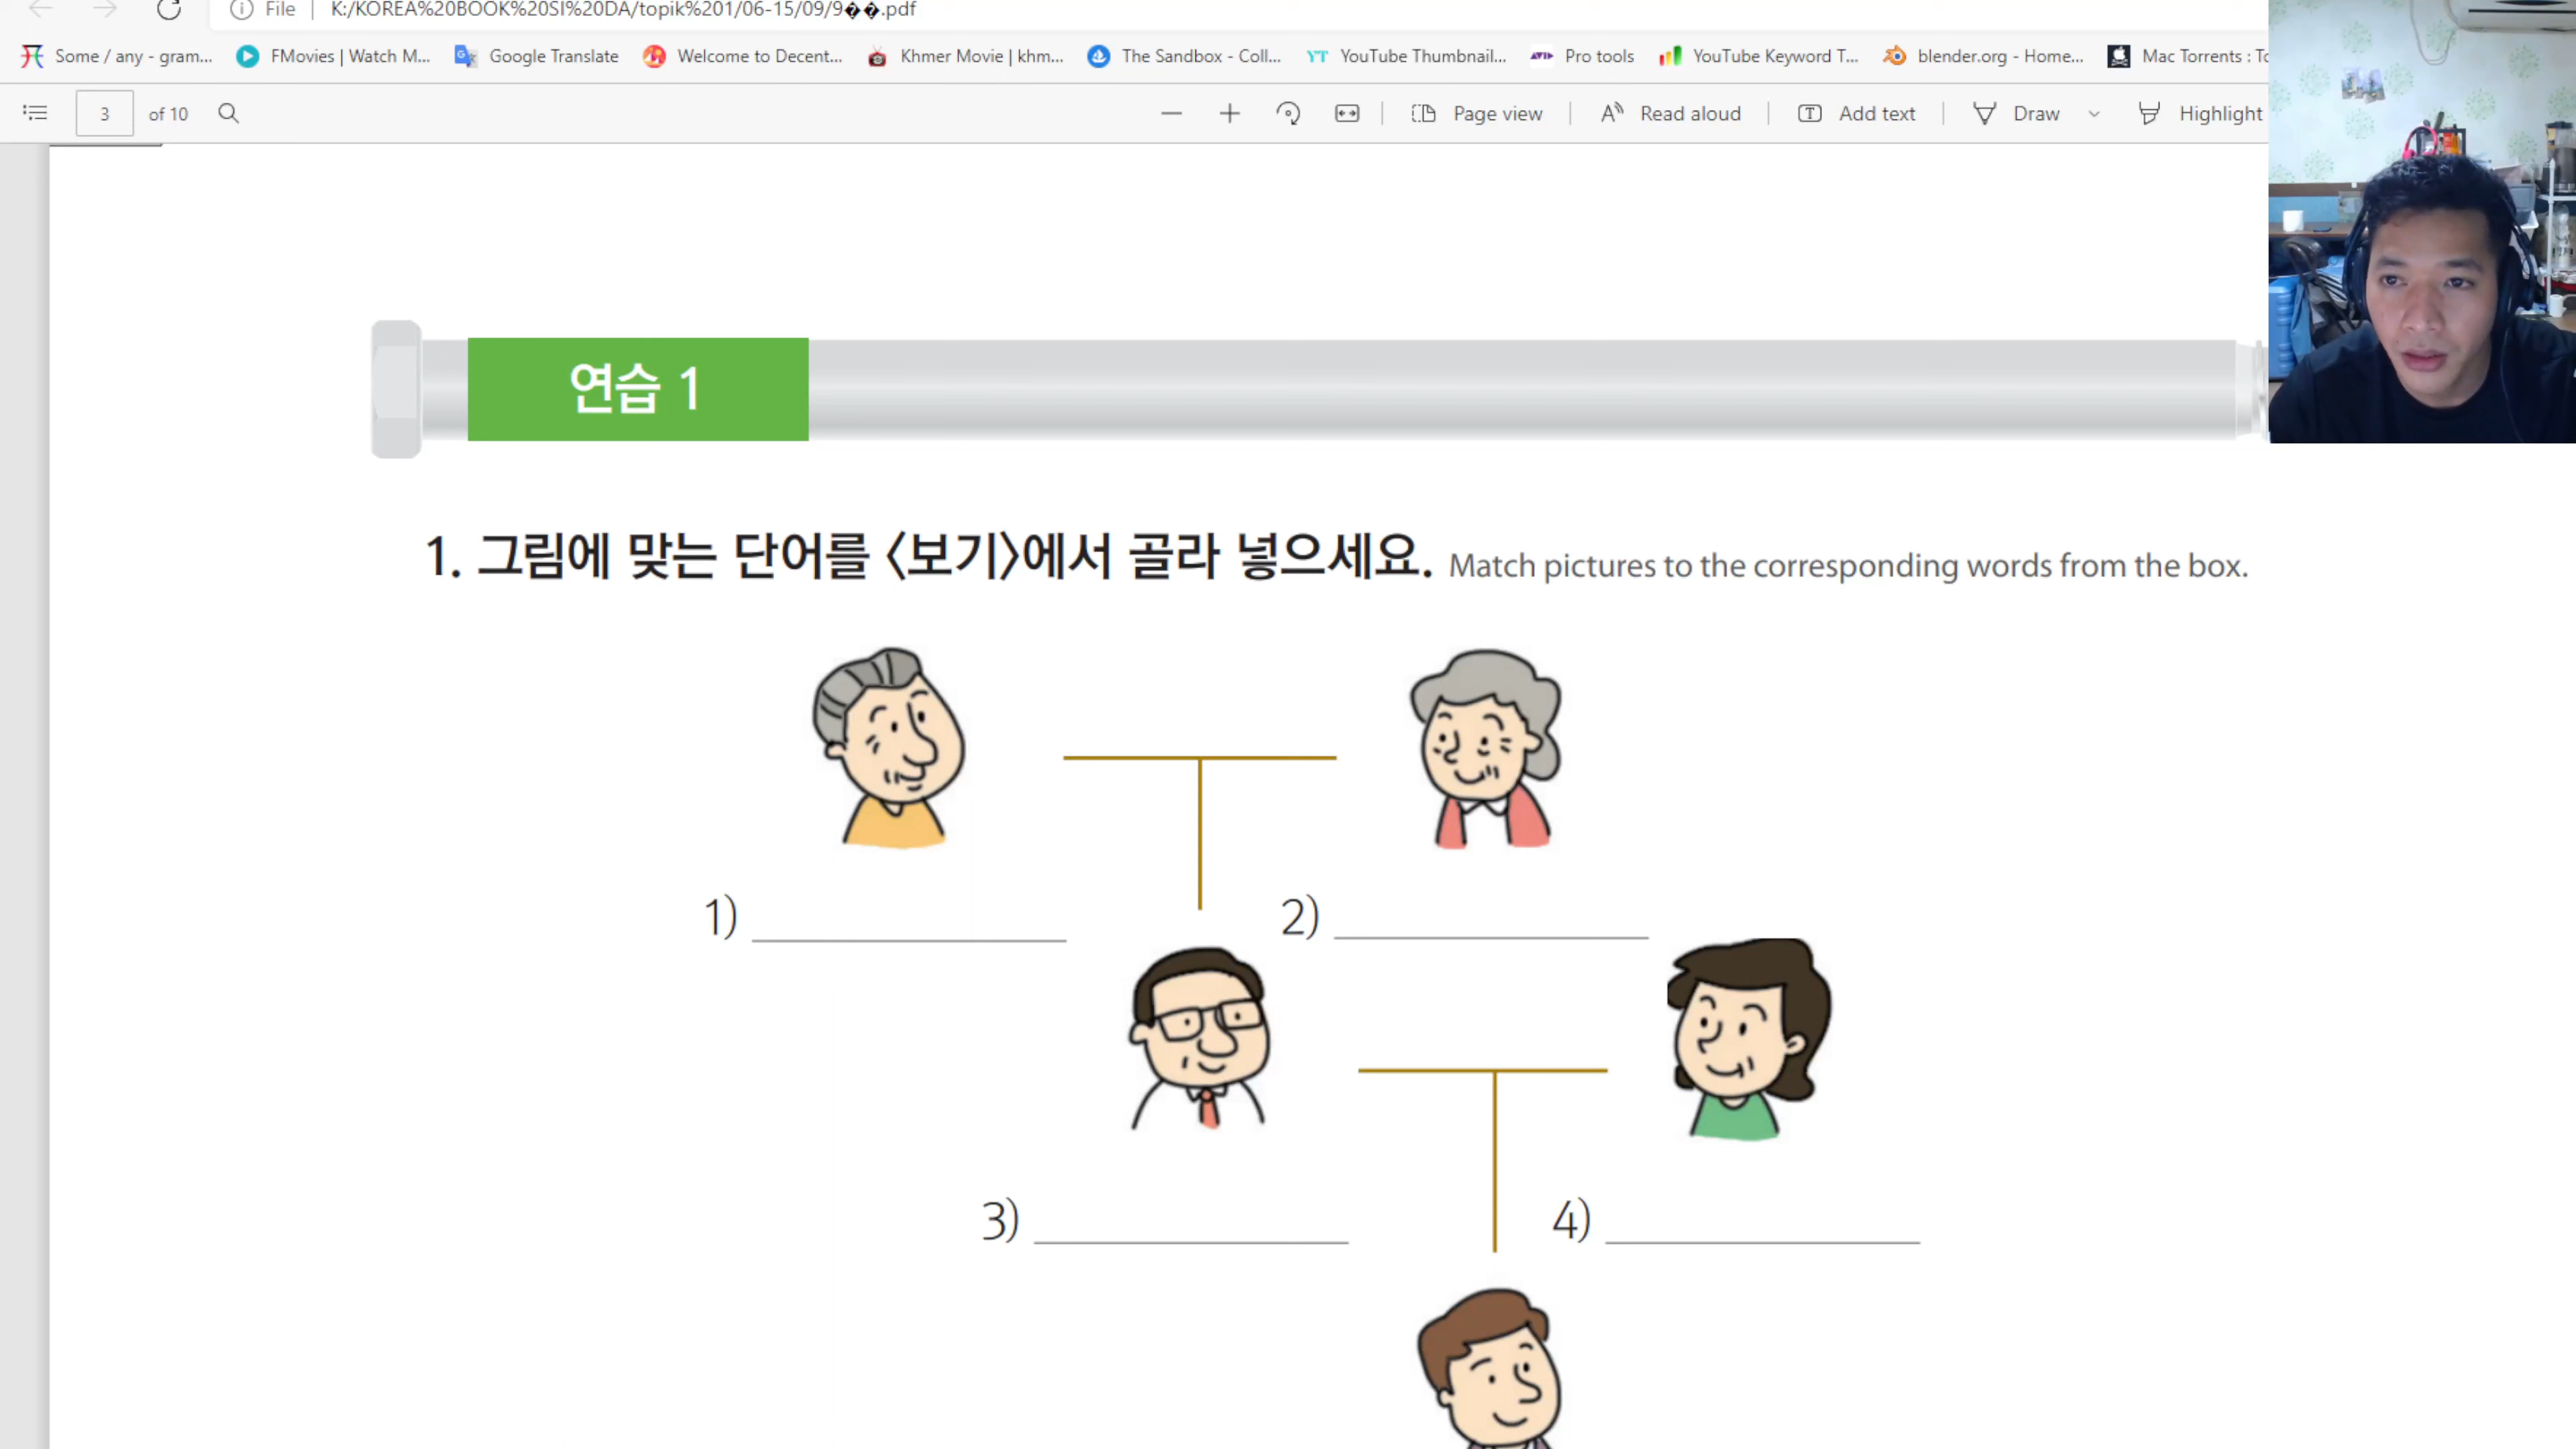 File | K:/KOREA%20BOOK%20SI%20DA/topik%201/06-15/09/9��.pdf
Some / any - gram... FMovies | Watch M... Google Translate Welcome to Decent... Khmer Movie | khm... The Sandbox - Coll... YT YouTube Thumbnail... AVID Pro tools YouTube Keyword T... blender.org - Home... Mac Torrents :
3 of 10 Page view Read aloud Add text Draw Highlight
연습 1
1. 그림에 맞는 단어를 〈보기〉에서 골라 넣으세요. Match pictures to the corresponding words from the box.
1) 2)
3) 4)